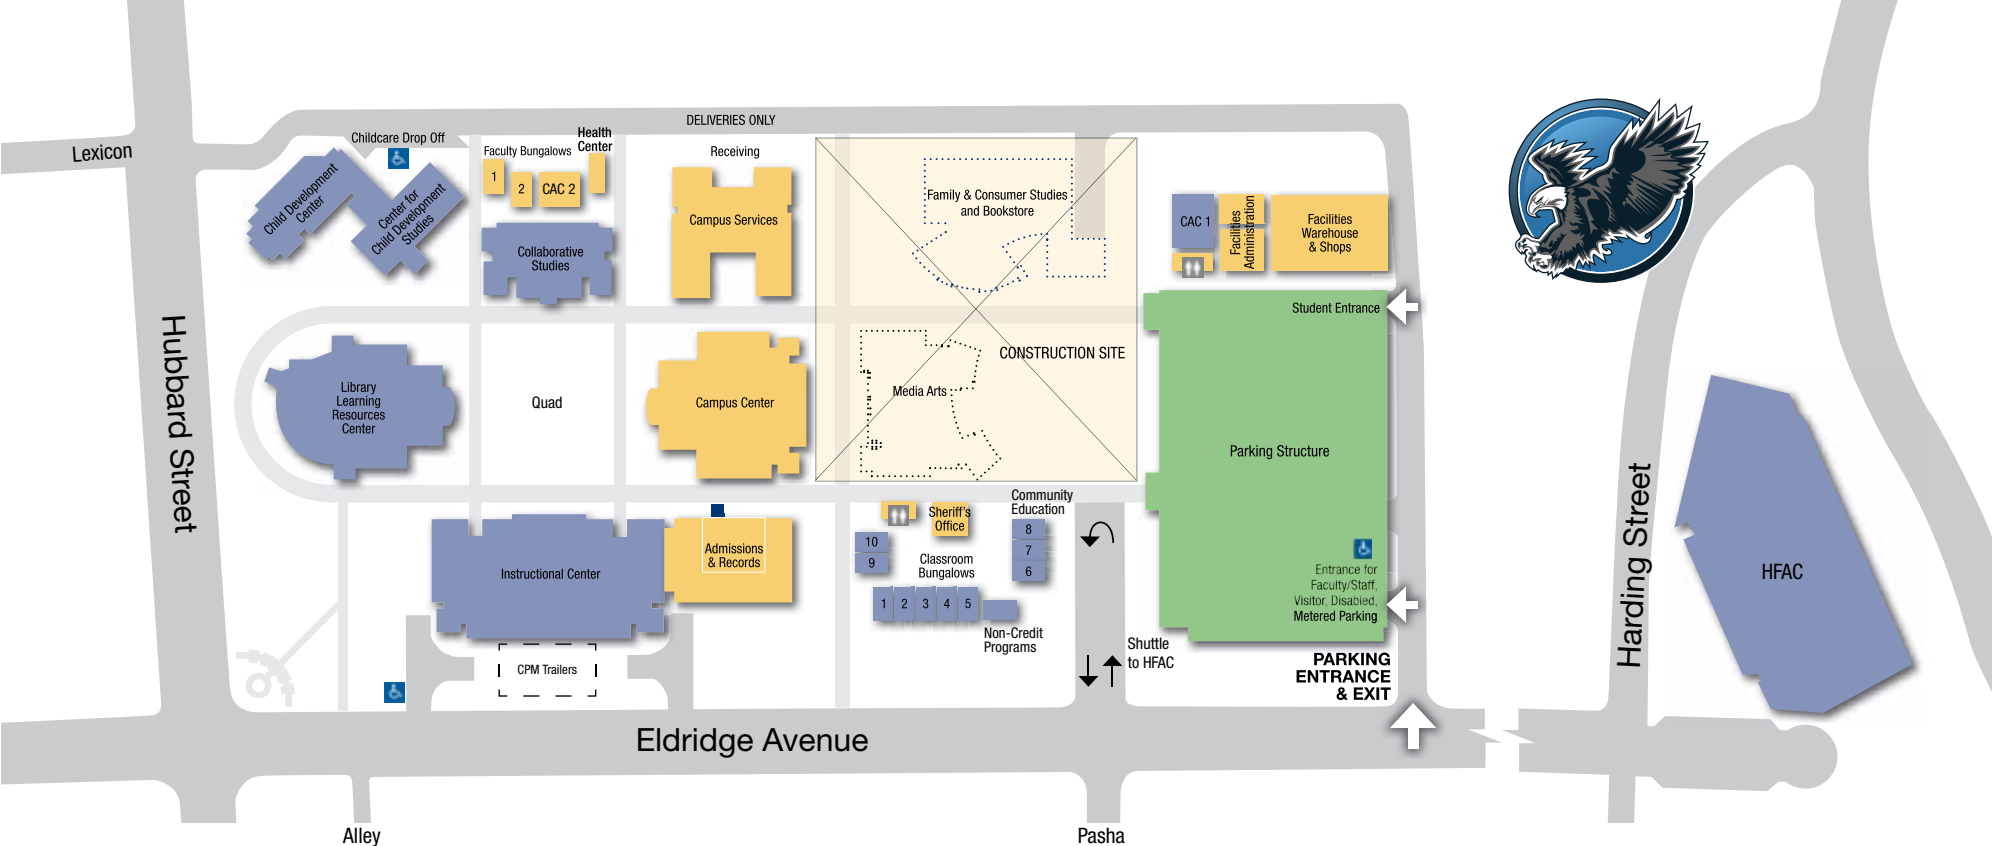 DELIVERIES ONLY
Lexicon
Childcare Drop Off
Health
Center
Faculty Bungalows
1
2
CAC 2
Receiving
Child Development
Center
Center for
Child Development
Studies
Collaborative
Studies
Campus Services
Family & Consumer Studies
and Bookstore
CAC 1
Facilities
Administration
Facilities
Warehouse
& Shops
Student Entrance
Hubbard Street
Library
Learning
Resources
Center
Quad
Campus Center
CONSTRUCTION SITE
Media Arts
Parking Structure
Community
Education
Sheriff's
Office
8
7
6
10
9
Classroom
Bungalows
1
2
3
4
5
Non-Credit
Programs
Instructional Center
Admissions
& Records
Entrance for
Faculty/Staff,
Visitor, Disabled,
Metered Parking
HFAC
Harding Street
CPM Trailers
Shuttle
to HFAC
PARKING
ENTRANCE
& EXIT
Eldridge Avenue
Alley
Pasha